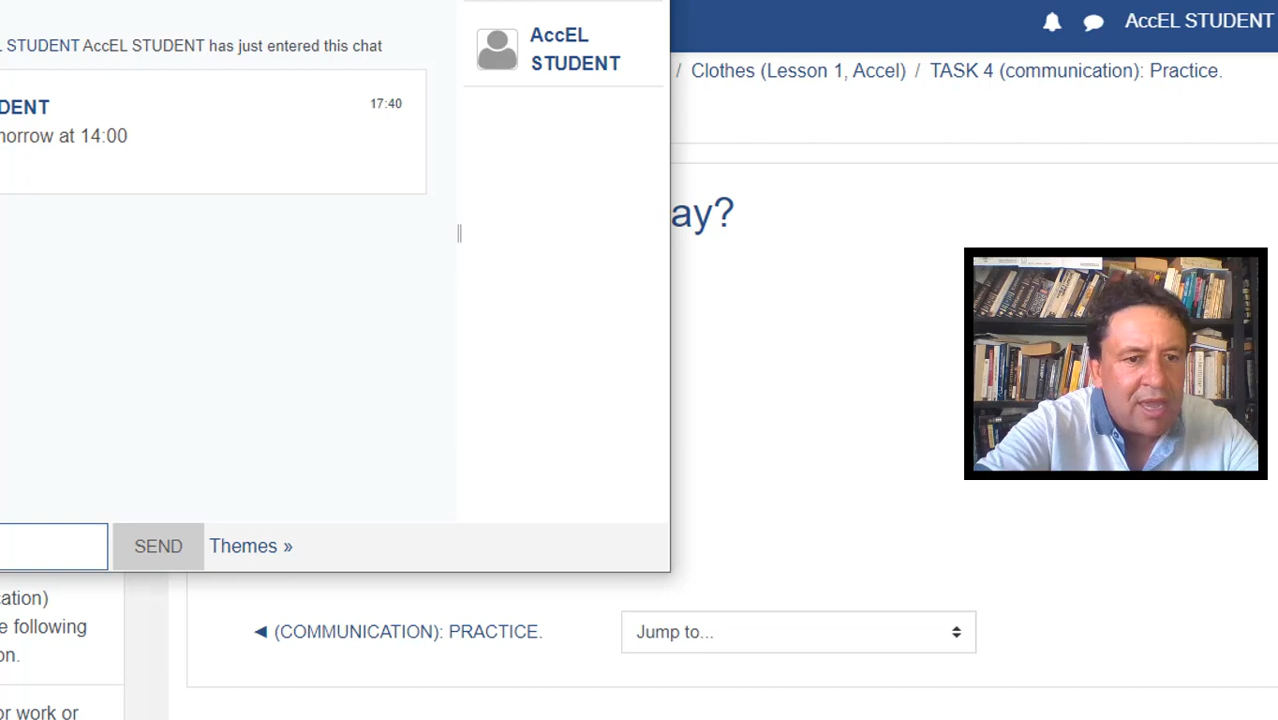 AccEL STUDENT
STUDENT AccEL STUDENT has just entered this chat
AccEL
STUDENT
/ Clothes (Lesson 1, Accel) / TASK 4 (communication): Practice.
DENT
17:40
morrow at 14:00
ay?
SEND
Themes »
ation)
e following
on.
◄ (COMMUNICATION): PRACTICE.
Jump to...
or work or